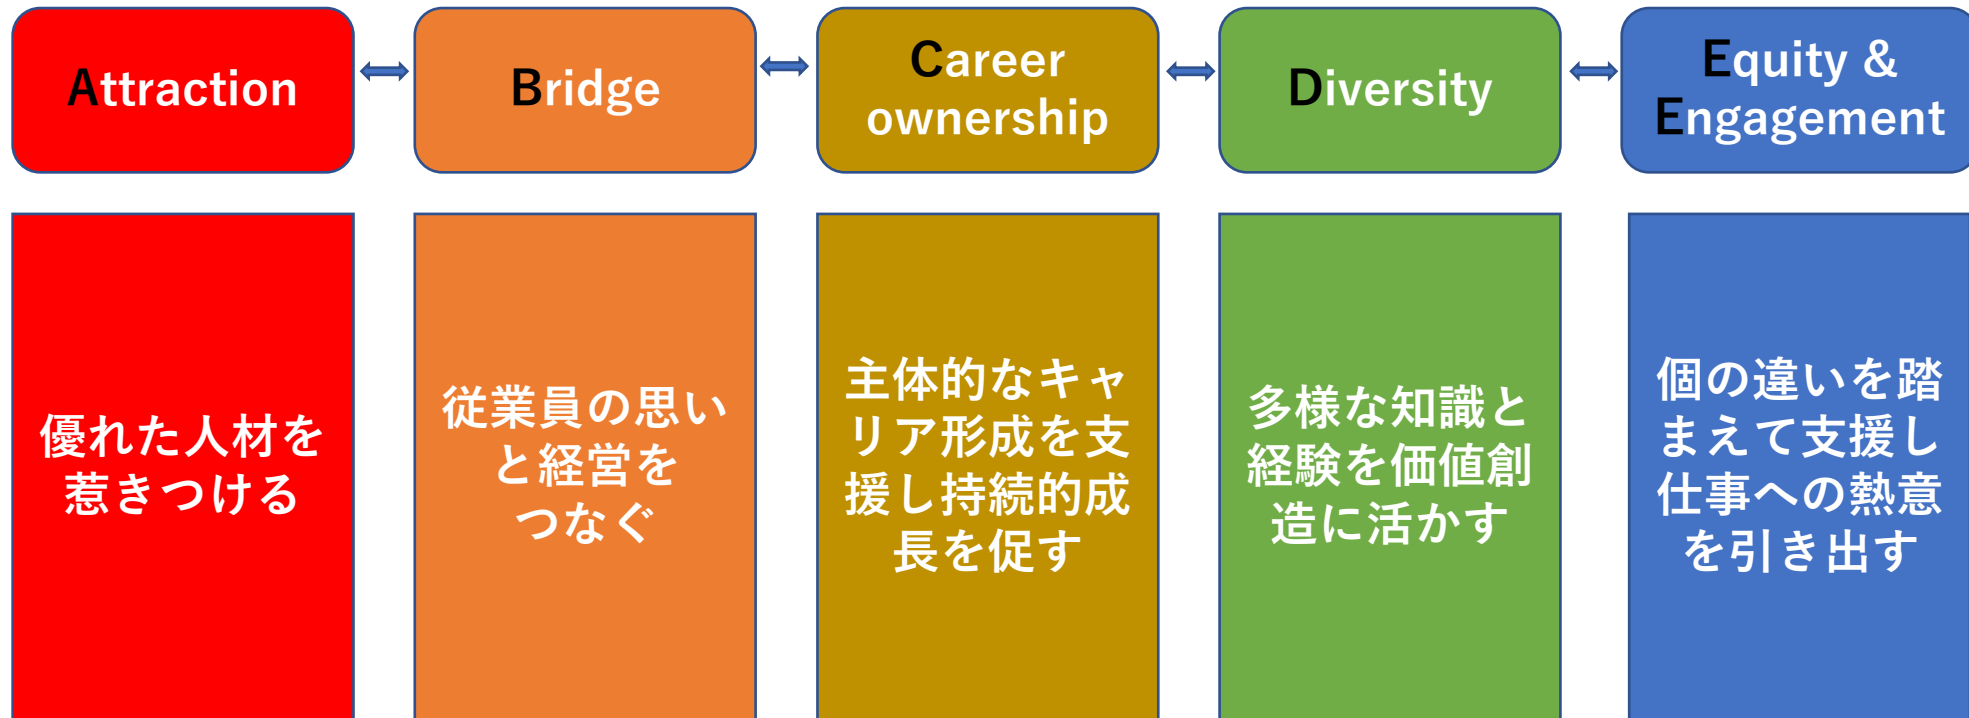 Attraction
Bridge
Career
ownership
Diversity
Equity &
Engagement
優れた人材を
惹きつける
従業員の思い
と経営を
つなぐ
主体的なキャ
リア形成を支
援し持続的成
長を促す
多様な知識と
経験を価値創
造に活かす
個の違いを踏
まえて支援し
仕事への熱意
を引き出す